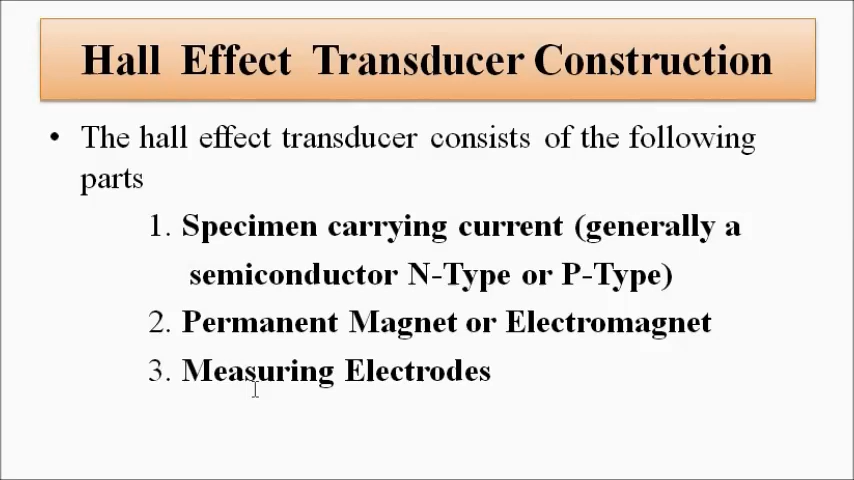 Hall Effect Transducer Construction
• The hall effect transducer consists of the following
parts
1. Specimen carrying current (generally a
semiconductor N-Type or P-Type)
2. Permanent Magnet or Electromagnet
3. Measuring Electrodes